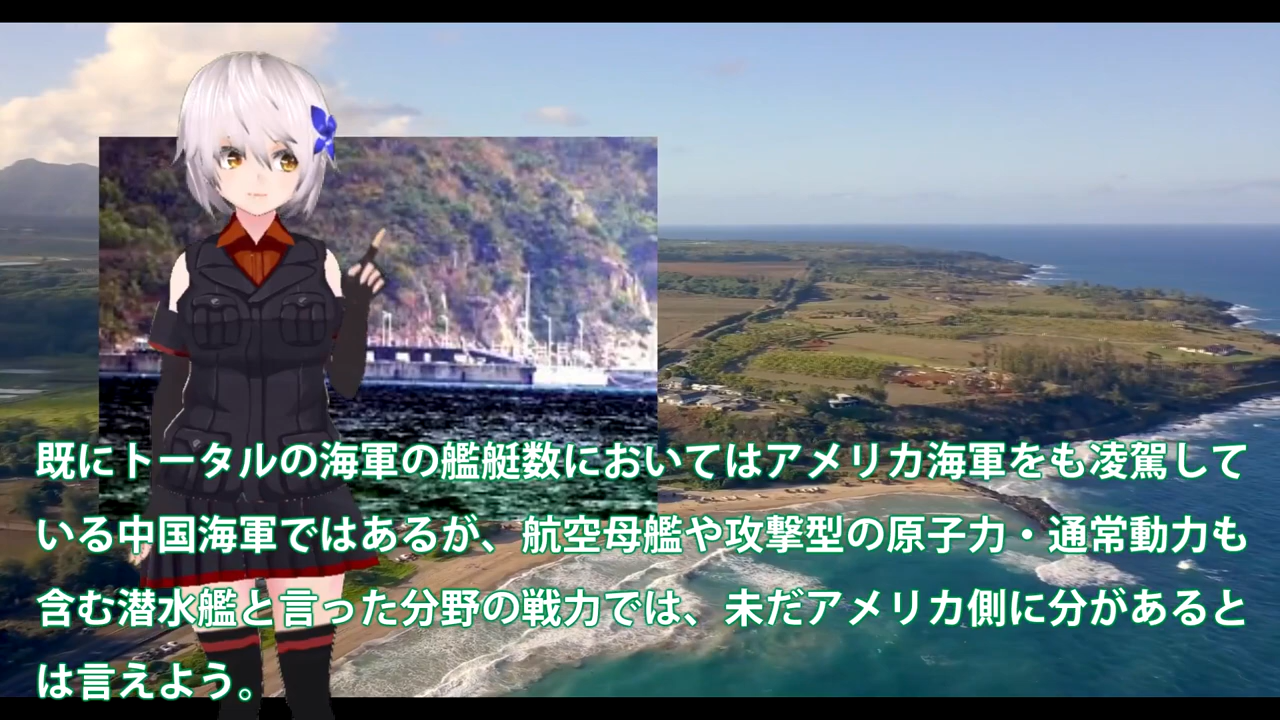 既にトータルの海軍の艦艇数においてはアメリカ海軍をも凌駕して
いる中国海軍ではあるが、航空母艦や攻撃型の原子力・通常動力も
含む潜水艦と言った分野の戦力では、未だアメリカ側に分があると
は言えよう。